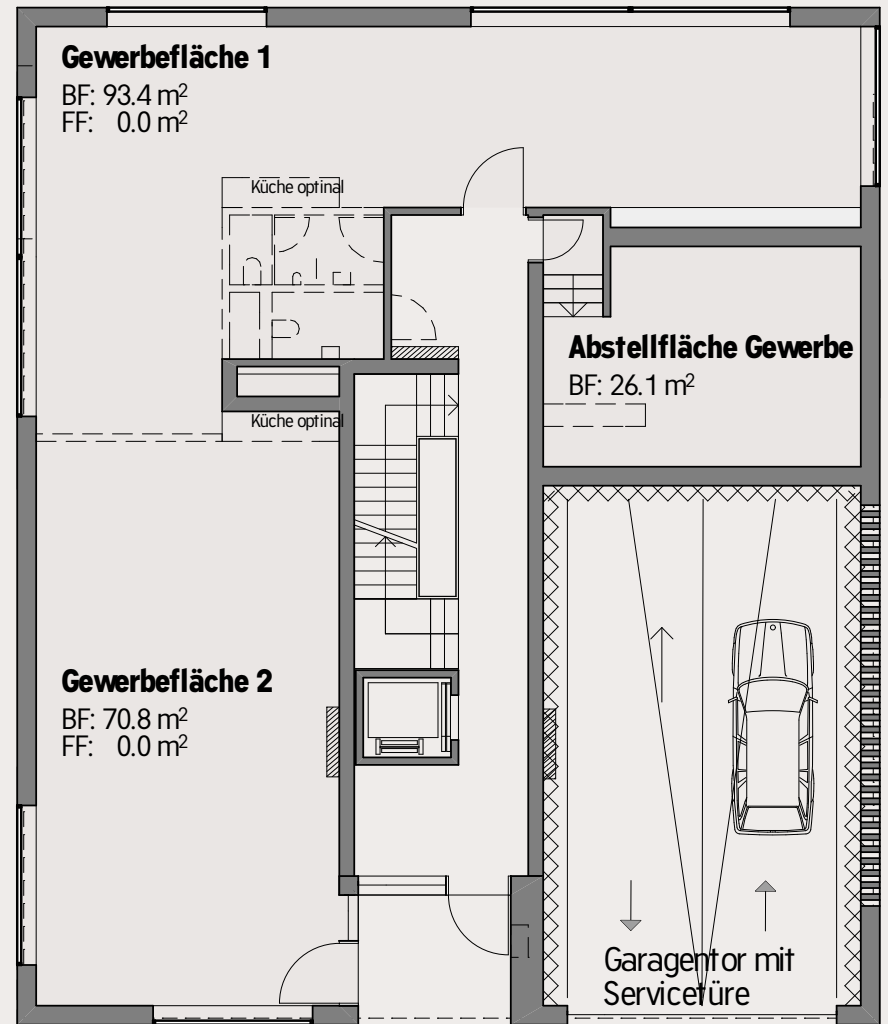 Gewerbefläche 1
BF: 93.4 m²
FF: 0.0 m²
Küche optinal
Abstellfläche Gewerbe
BF: 26.1 m²
Küche optinal
Gewerbefläche 2
BF: 70.8 m²
FF: 0.0 m²
Garagentor mit
Servicetüre